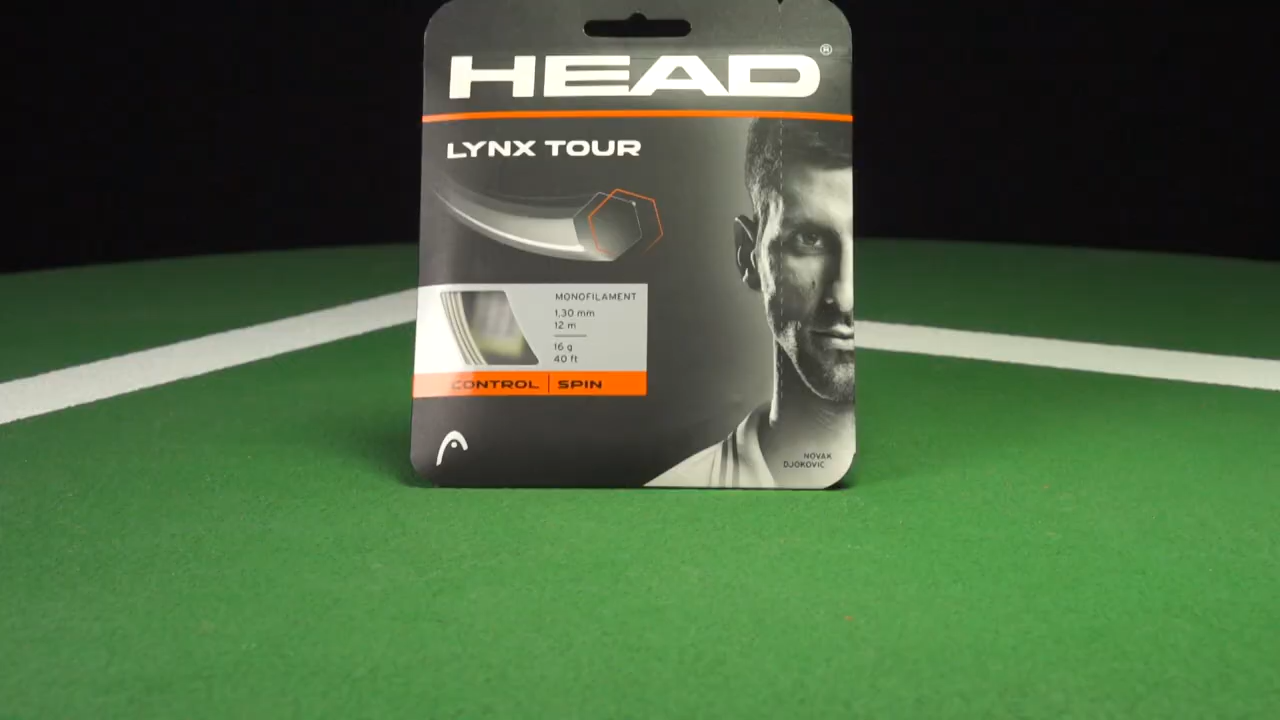 HEAD®
LYNX TOUR
MONOFILAMENT
1,30 mm
12 m
16 g
40 ft
CONTROL | SPIN
NOVAK
DJOKOVIC